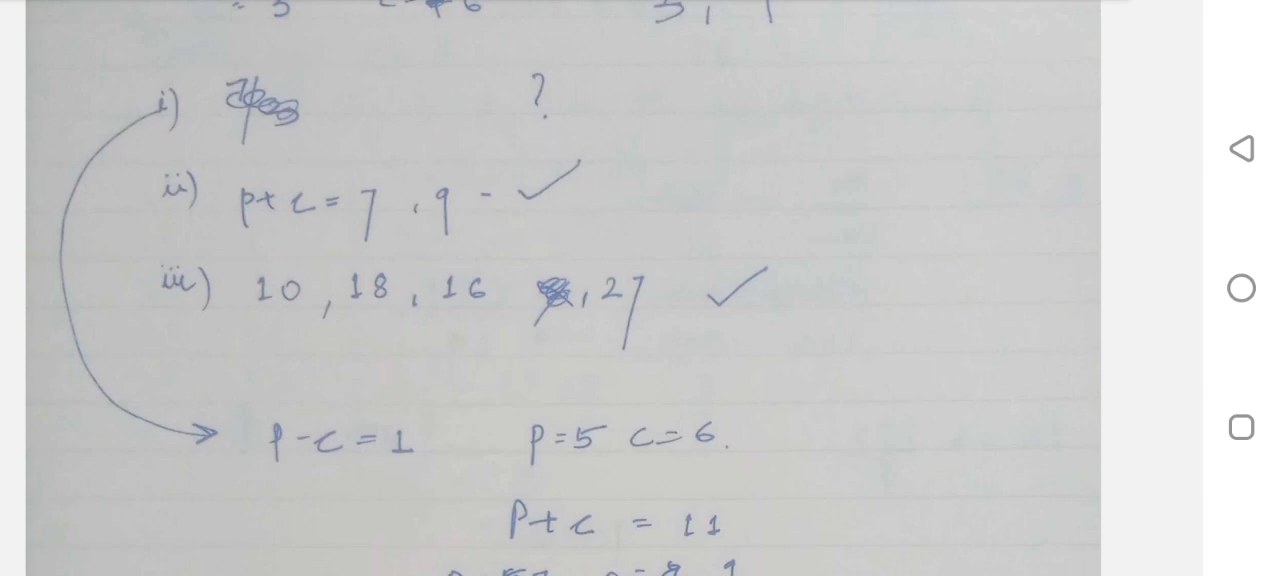 i) ?
ii) p+c = 7 , 9 - ✓
iii) 10 , 18 , 16 , 27 ✓
p-c = 1 p=5 c=6.
P+c = 11